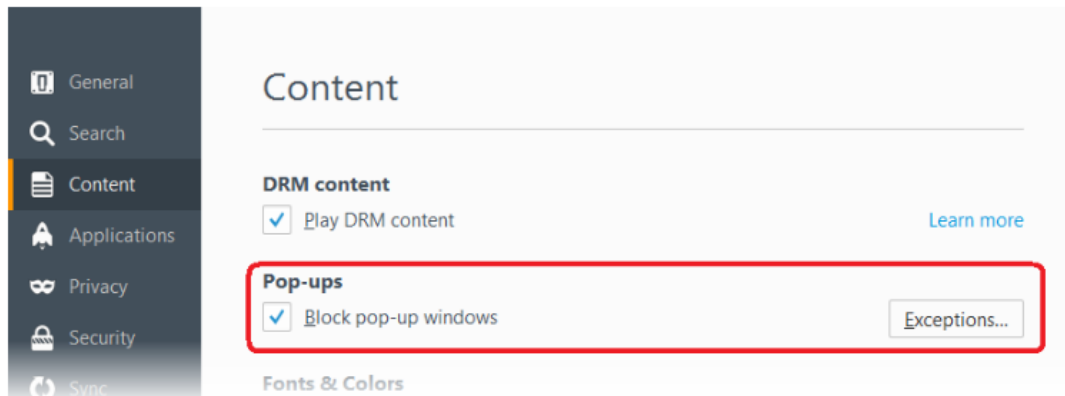 General
Search
Content
Applications
Privacy
Security
Sync
Content
DRM content
Play DRM content
Learn more
Pop-ups
Block pop-up windows
Exceptions...
Fonts & Colors